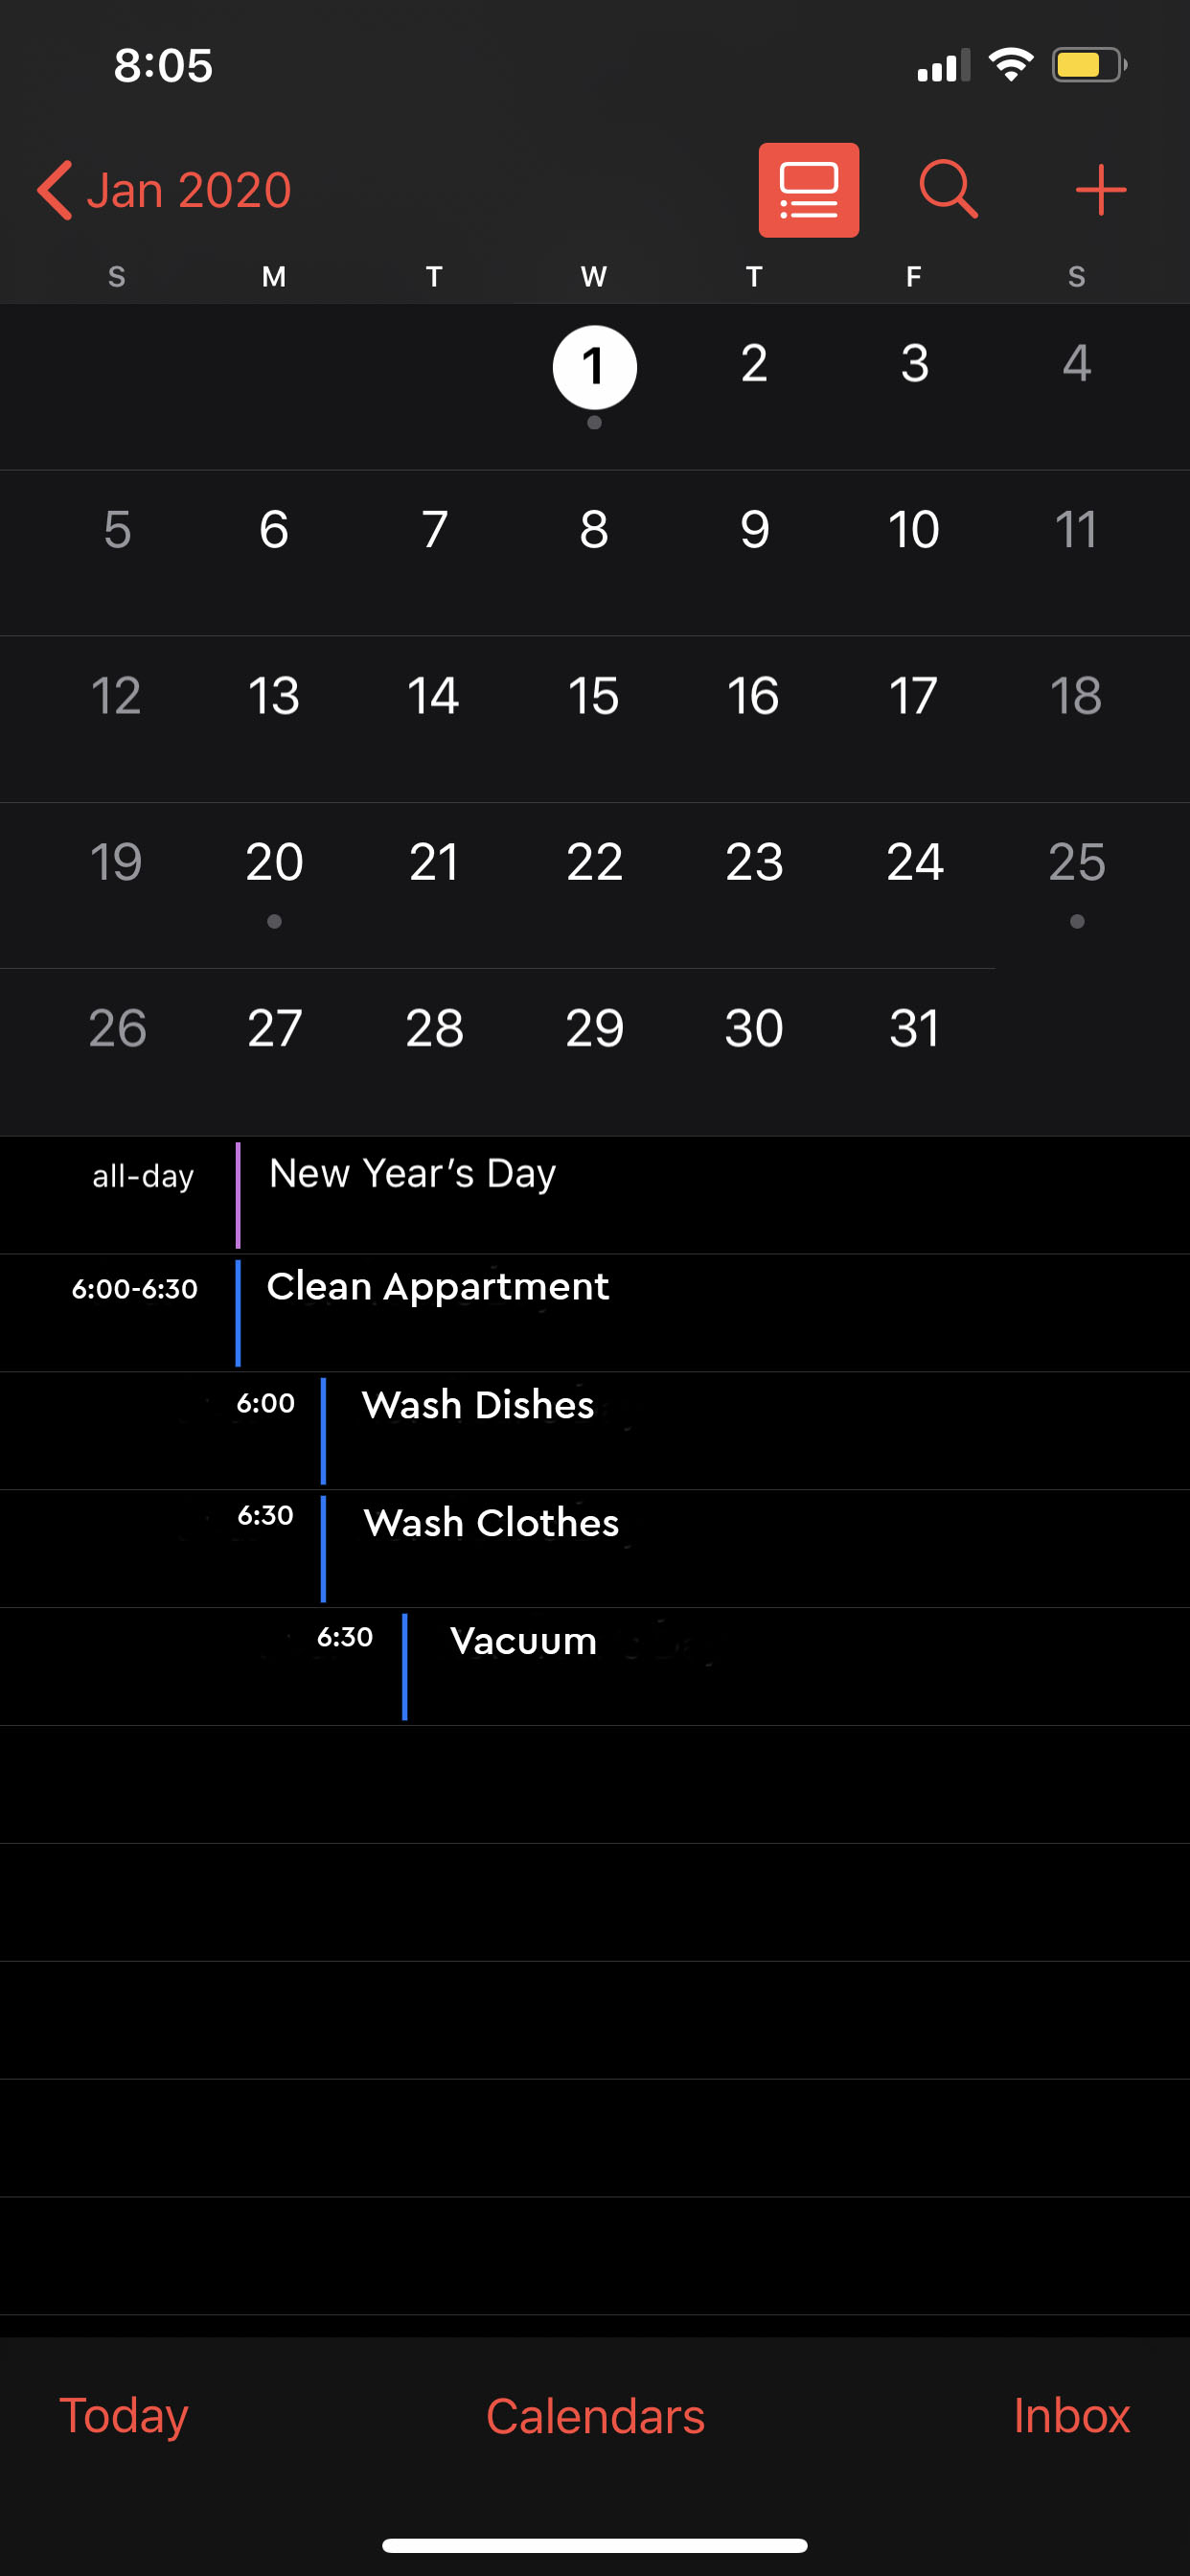 8:05
Jan 2020
S M T W T F S
1 2 3 4
5 6 7 8 9 10 11
12 13 14 15 16 17 18
19 20 21 22 23 24 25
26 27 28 29 30 31
all-day New Year’s Day
6:00-6:30 Clean Appartment
6:00 Wash Dishes
6:30 Wash Clothes
6:30 Vacuum
Today Calendars Inbox